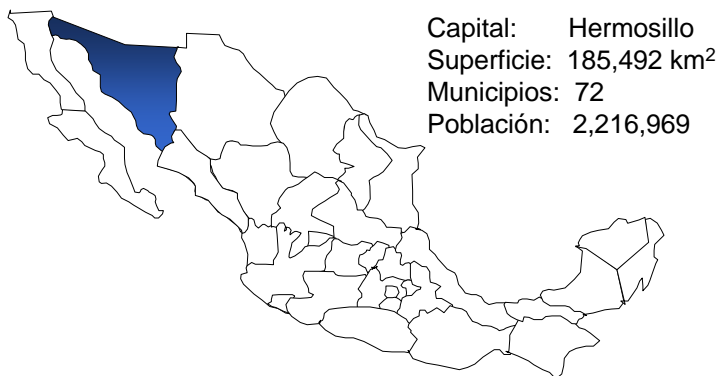 Capital: Hermosillo
Superficie: 185,492 km²
Municipios: 72
Población: 2,216,969